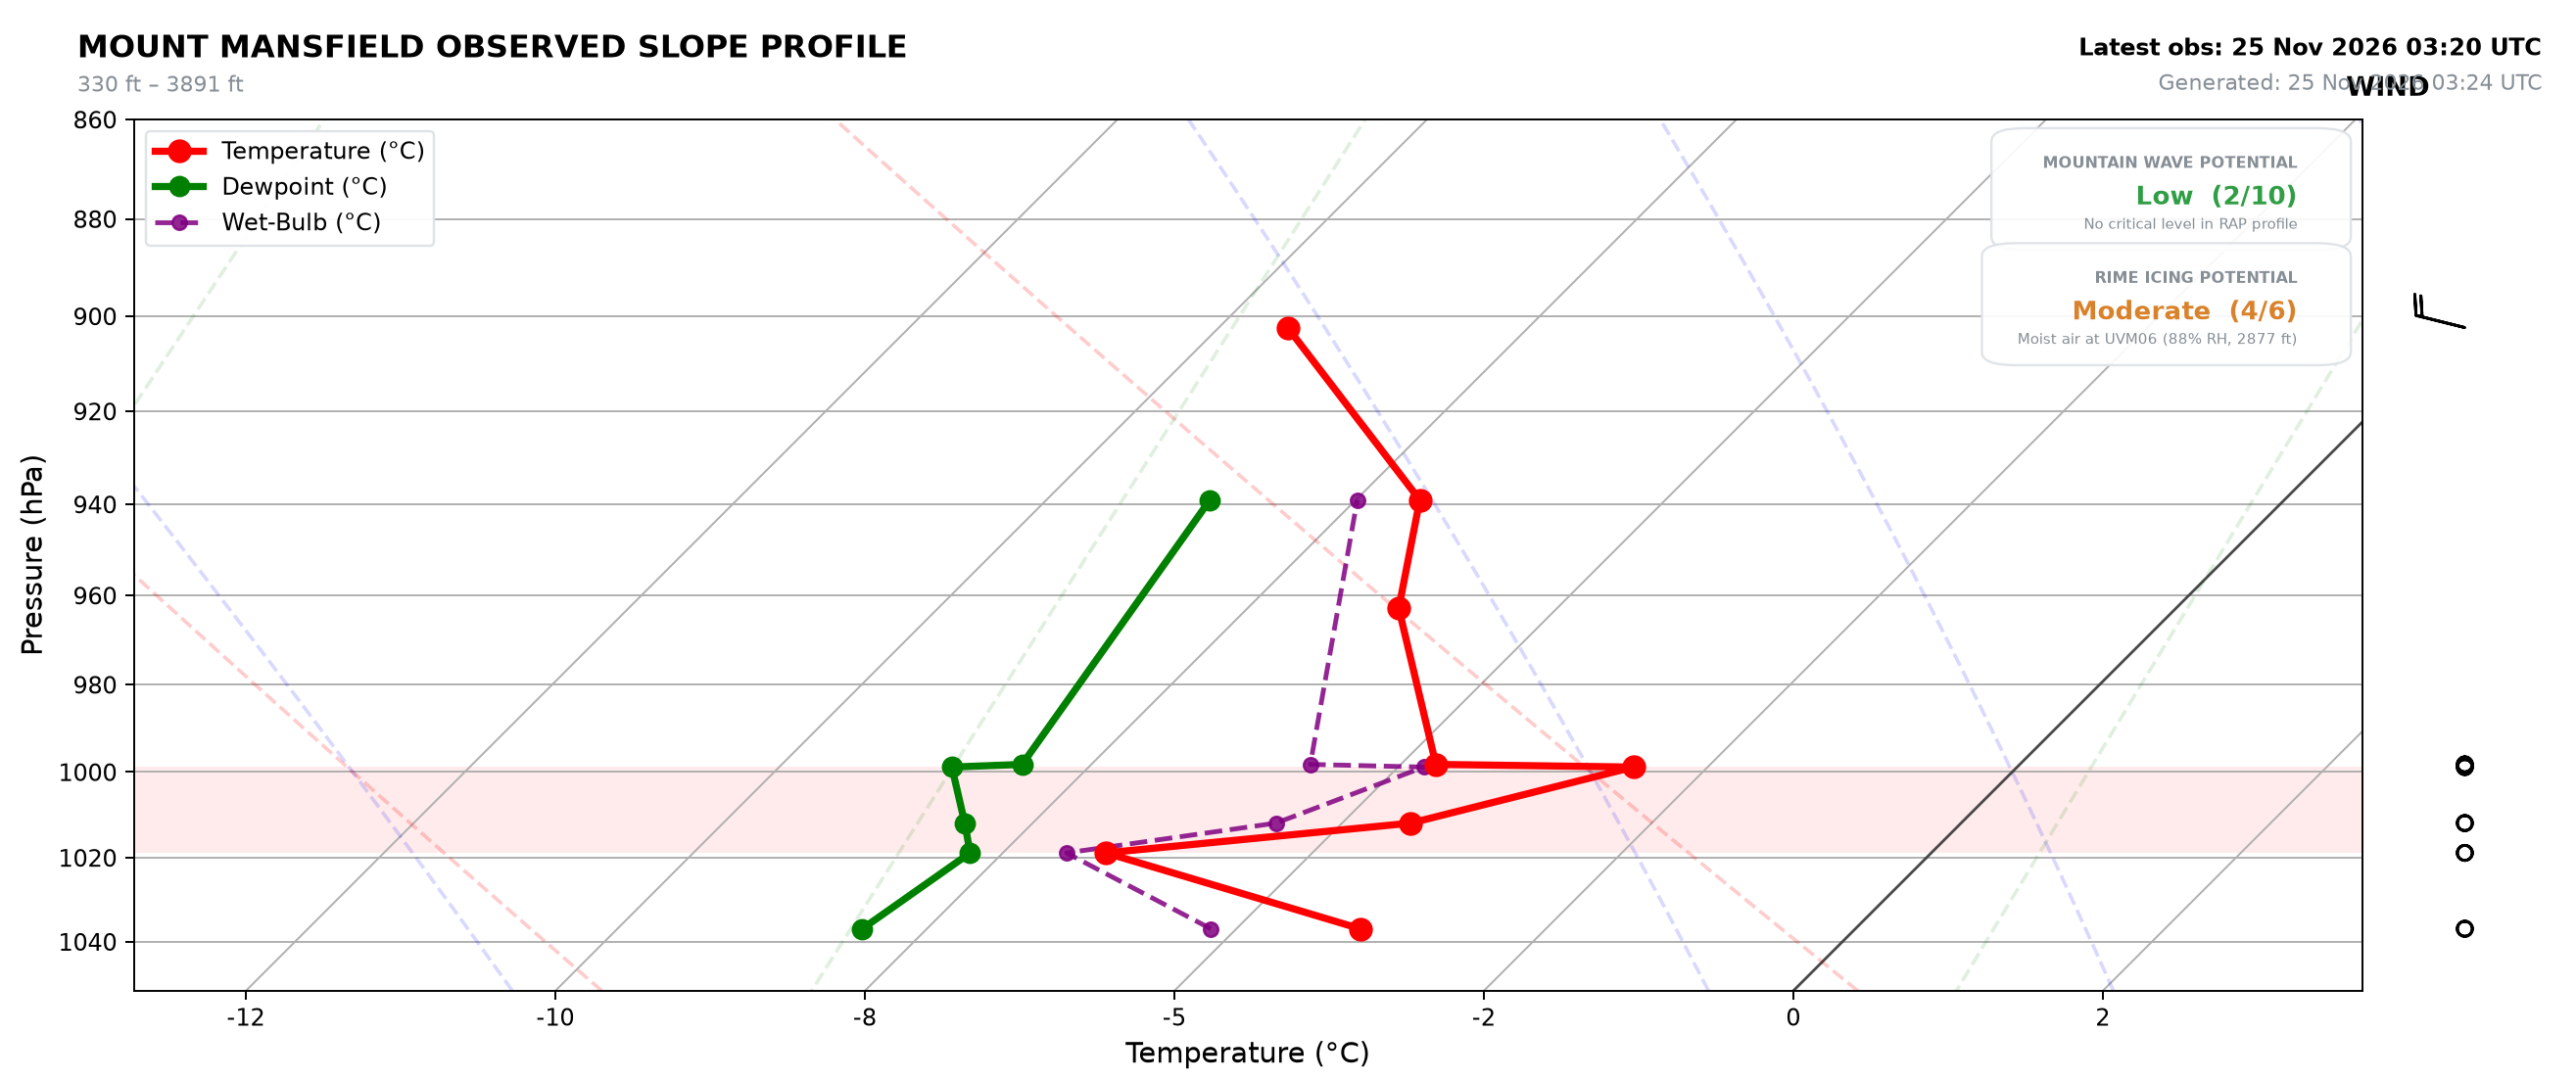 MOUNT MANSFIELD OBSERVED SLOPE PROFILE
Latest obs: 25 Nov 2026 03:20 UTC
330 ft – 3891 ft
Generated: 25 Nov 2026 03:24 UTC
WIND
Temperature (°C)
Dewpoint (°C)
Wet-Bulb (°C)
MOUNTAIN WAVE POTENTIAL
Low (2/10)
No critical level in RAP profile
RIME ICING POTENTIAL
Moderate (4/6)
Moist air at UVM06 (88% RH, 2877 ft)
Pressure (hPa)
860
880
900
920
940
960
980
1000
1020
1040
-12
-10
-8
-5
-2
0
2
Temperature (°C)